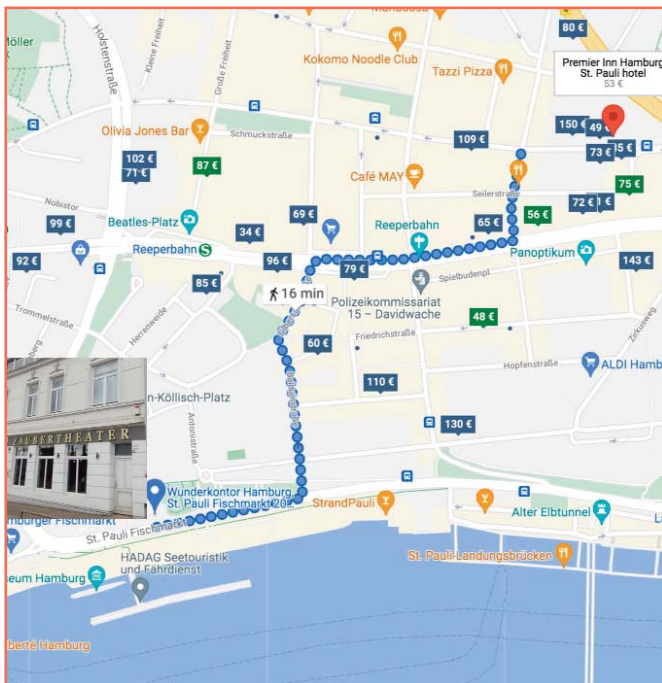 Möller
Holstenstraße
Kleine Freiheit
Große Freiheit
Kokomo Noodle Club
Tazzi Pizza
80 €
Premier Inn Hamburg
St. Pauli hotel
53 €
Olivia Jones Bar
Schmuckstraße
109 €
150 €
49 €
73 €
102 €
71 €
87 €
Café MAY
Seilerstraße
75 €
72 €
Nobistor
Beatles-Platz
69 €
Reeperbahn
65 €
56 €
99 €
34 €
92 €
Reeperbahn
S
96 €
79 €
Panoptikum
143 €
85 €
16 min
Polizeikommissariat
15 – Davidwache
Spielbudenpl
Trommelstraße
Herrenweide
48 €
Zirkusweg
60 €
Friedrichstraße
Hopfenstraße
ALDI Hamb
n-Köllisch-Platz
110 €
Antonistraße
130 €
ZAUBERTHEATER
Wunderkontor Hamburg,
St. Pauli Fischmarkt
St. Pauli Fischmarkt
StrandPauli
Alter Elbtunnel
amburger Fischmarkt
HADAG Seetouristik
und Fährdienst
St. Pauli-Landungsbrücken
seum Hamburg
iberté Hamburg